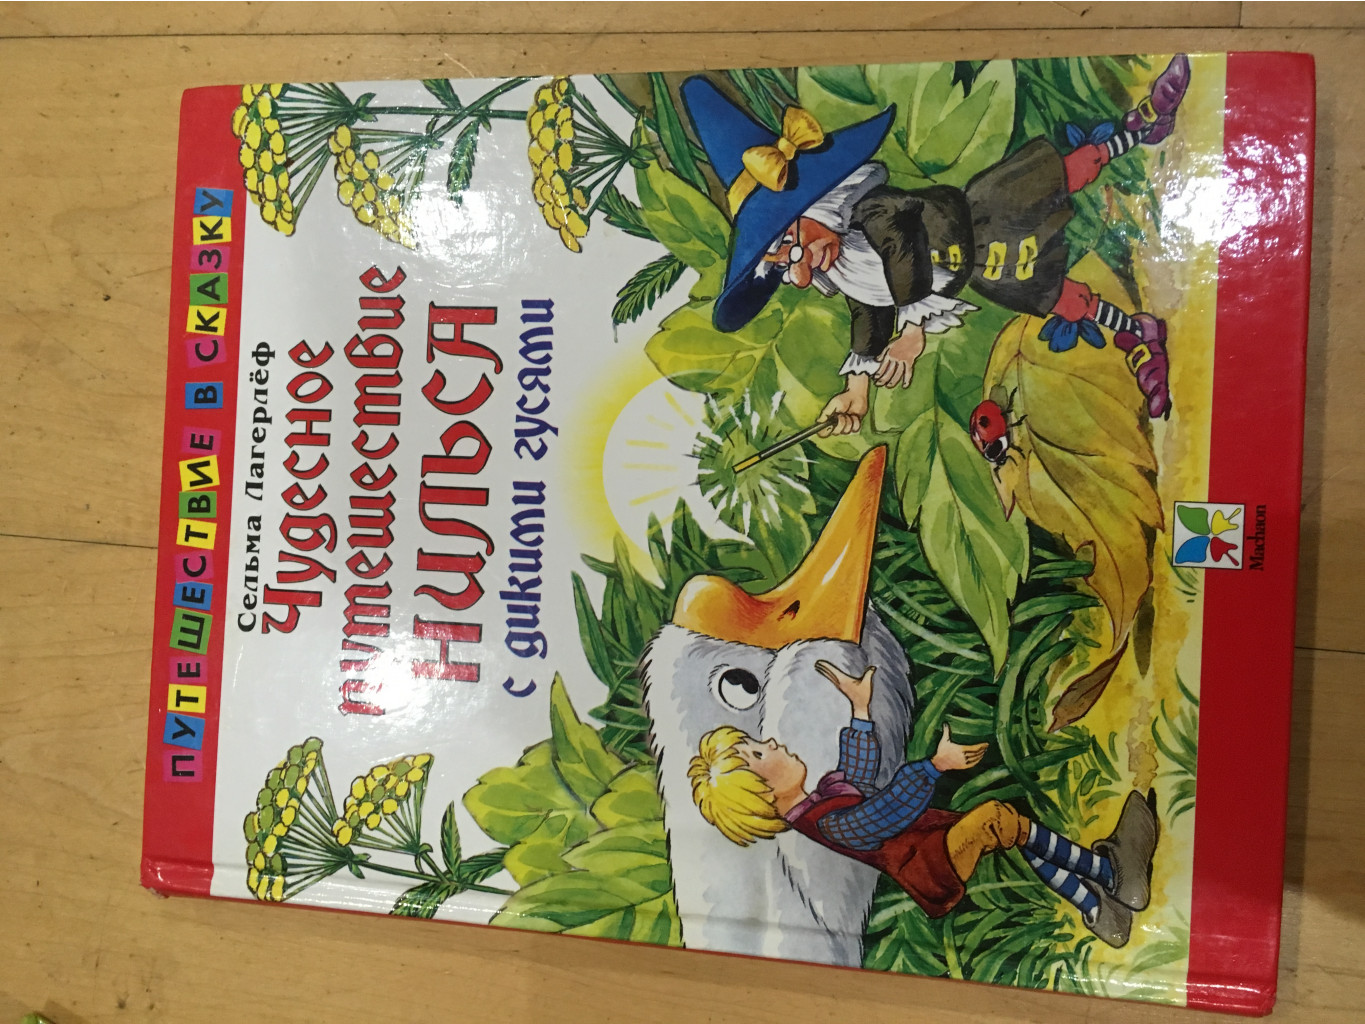 ПУТЕШЕСТВИЕ В СКАЗКУ
Сельма Лагерлёф
Чудесное
путешествие
НИЛЬСА
с дикими гусями
Machaon